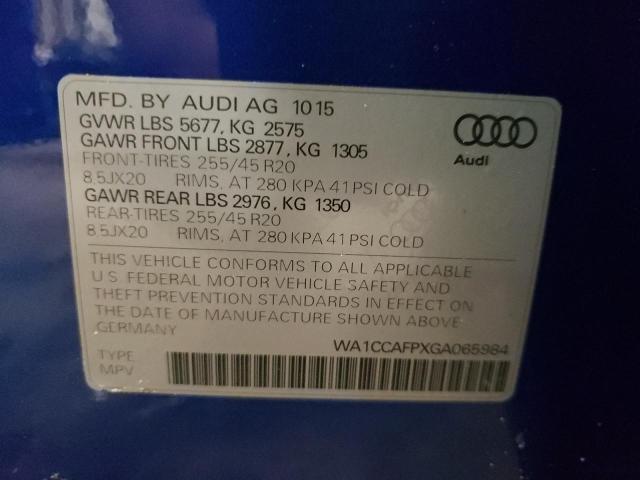 MFD. BY AUDI AG 1015
GVWR LBS 5677, KG 2575
GAWR FRONT LBS 2877, KG 1305
FRONT-TIRES 255/45 R20
8.5JX20 RIMS, AT 280 KPA 41 PSI COLD
GAWR REAR LBS 2976, KG 1350
REAR-TIRES 255/45 R20
8.5JX20 RIMS, AT 280 KPA 41 PSI COLD
Audi
THIS VEHICLE CONFORMS TO ALL APPLICABLE
U.S. FEDERAL MOTOR VEHICLE SAFETY AND
THEFT PREVENTION STANDARDS IN EFFECT ON
THE DATE OF MANUFACTURE SHOWN ABOVE
GERMANY
WA1CCAFPXGA065984
TYPE
MPV